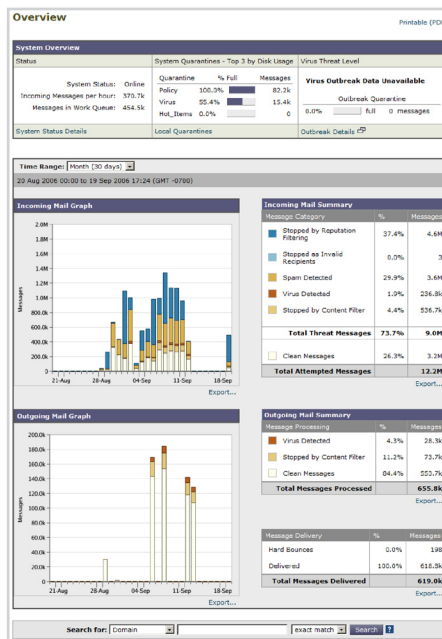 Overview
Printable (PD
System Overview
Status
System Status: Online
Incoming Messages per hour: 370.7k
Messages in Work Queue: 454.5k
System Status Details
System Quarantines - Top 3 by Disk Usage
Quarantine % Full Messages
Policy 100.0% 82.2k
Virus 55.4% 15.4k
Hot_Items 0.0% 0
Local Quarantines
Virus Threat Level
Virus Outbreak Data Unavailable
Outbreak Quarantine
0.0% full 0 messages
Outbreak Details
Time Range: Month (30 days)
20 Aug 2006 00:00 to 19 Sep 2006 17:24 (GMT -0700)
Incoming Mail Graph
Messages
2.0M
1.8M
1.6M
1.4M
1.2M
1.0M
800.0k
600.0k
400.0k
200.0k
0
21-Aug 28-Aug 04-Sep 11-Sep 18-Sep
Export...
Incoming Mail Summary
Message Category % Messages
Stopped by Reputation Filtering 37.4% 4.6M
Stopped as Invalid Recipients 0.0% 3
Spam Detected 29.9% 3.6M
Virus Detected 1.9% 236.8k
Stopped by Content Filter 4.4% 536.7k
Total Threat Messages 73.7% 9.0M
Clean Messages 26.3% 3.2M
Total Attempted Messages 12.2M
Export...
Outgoing Mail Graph
Messages
200.0k
180.0k
160.0k
140.0k
120.0k
100.0k
80.0k
60.0k
40.0k
20.0k
0
21-Aug 28-Aug 04-Sep 11-Sep 18-Sep
Export...
Outgoing Mail Summary
Message Processing % Messages
Virus Detected 4.3% 28.3k
Stopped by Content Filter 11.2% 73.7k
Clean Messages 84.4% 553.7k
Total Messages Processed 655.8k
Export...
Message Delivery % Messages
Hard Bounces 0.0% 198
Delivered 100.0% 618.8k
Total Messages Delivered 619.0k
Export...
Search for: Domain exact match Search ?